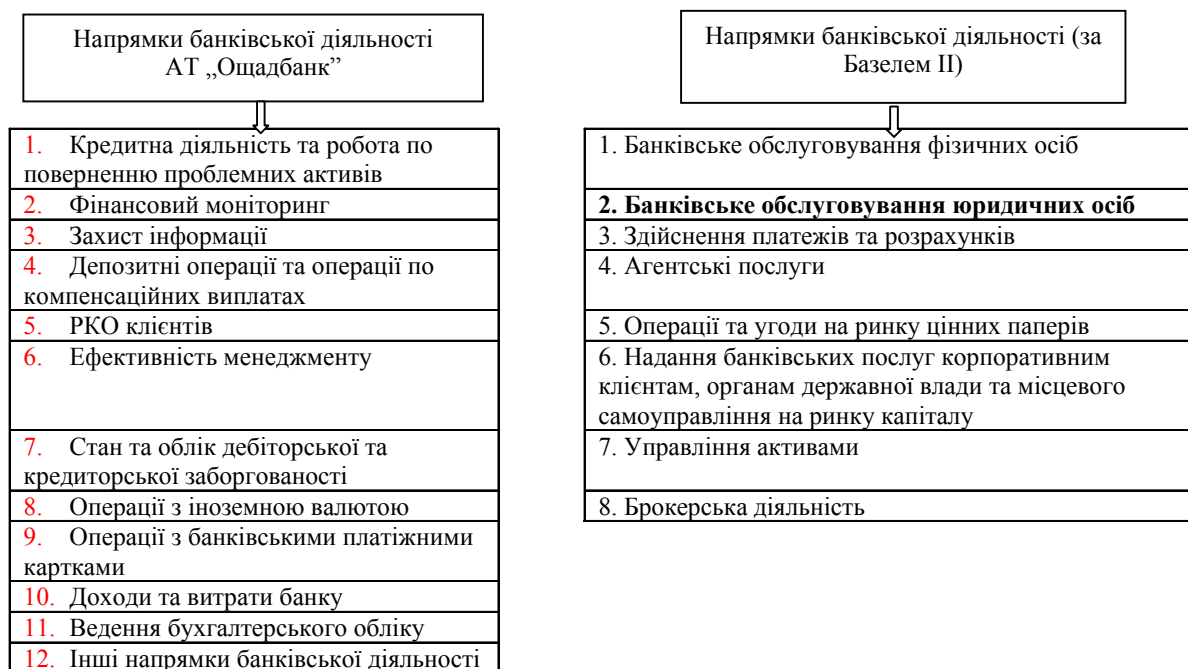 Напрямки банківської діяльності
АТ „Ощадбанк”
1. Кредитна діяльність та робота по
поверненню проблемних активів
2. Фінансовий моніторинг
3. Захист інформації
4. Депозитні операції та операції по
компенсаційних виплатах
5. РКО клієнтів
6. Ефективність менеджменту
7. Стан та облік дебіторської та
кредиторської заборгованості
8. Операції з іноземною валютою
9. Операції з банківськими платіжними
картками
10. Доходи та витрати банку
11. Ведення бухгалтерського обліку
12. Інші напрямки банківської діяльності
Напрямки банківської діяльності (за
Базелем ІІ)
1. Банківське обслуговування фізичних осіб
2. Банківське обслуговування юридичних осіб
3. Здійснення платежів та розрахунків
4. Агентські послуги
5. Операції та угоди на ринку цінних паперів
6. Надання банківських послуг корпоративним
клієнтам, органам державної влади та місцевого
самоуправління на ринку капіталу
7. Управління активами
8. Брокерська діяльність